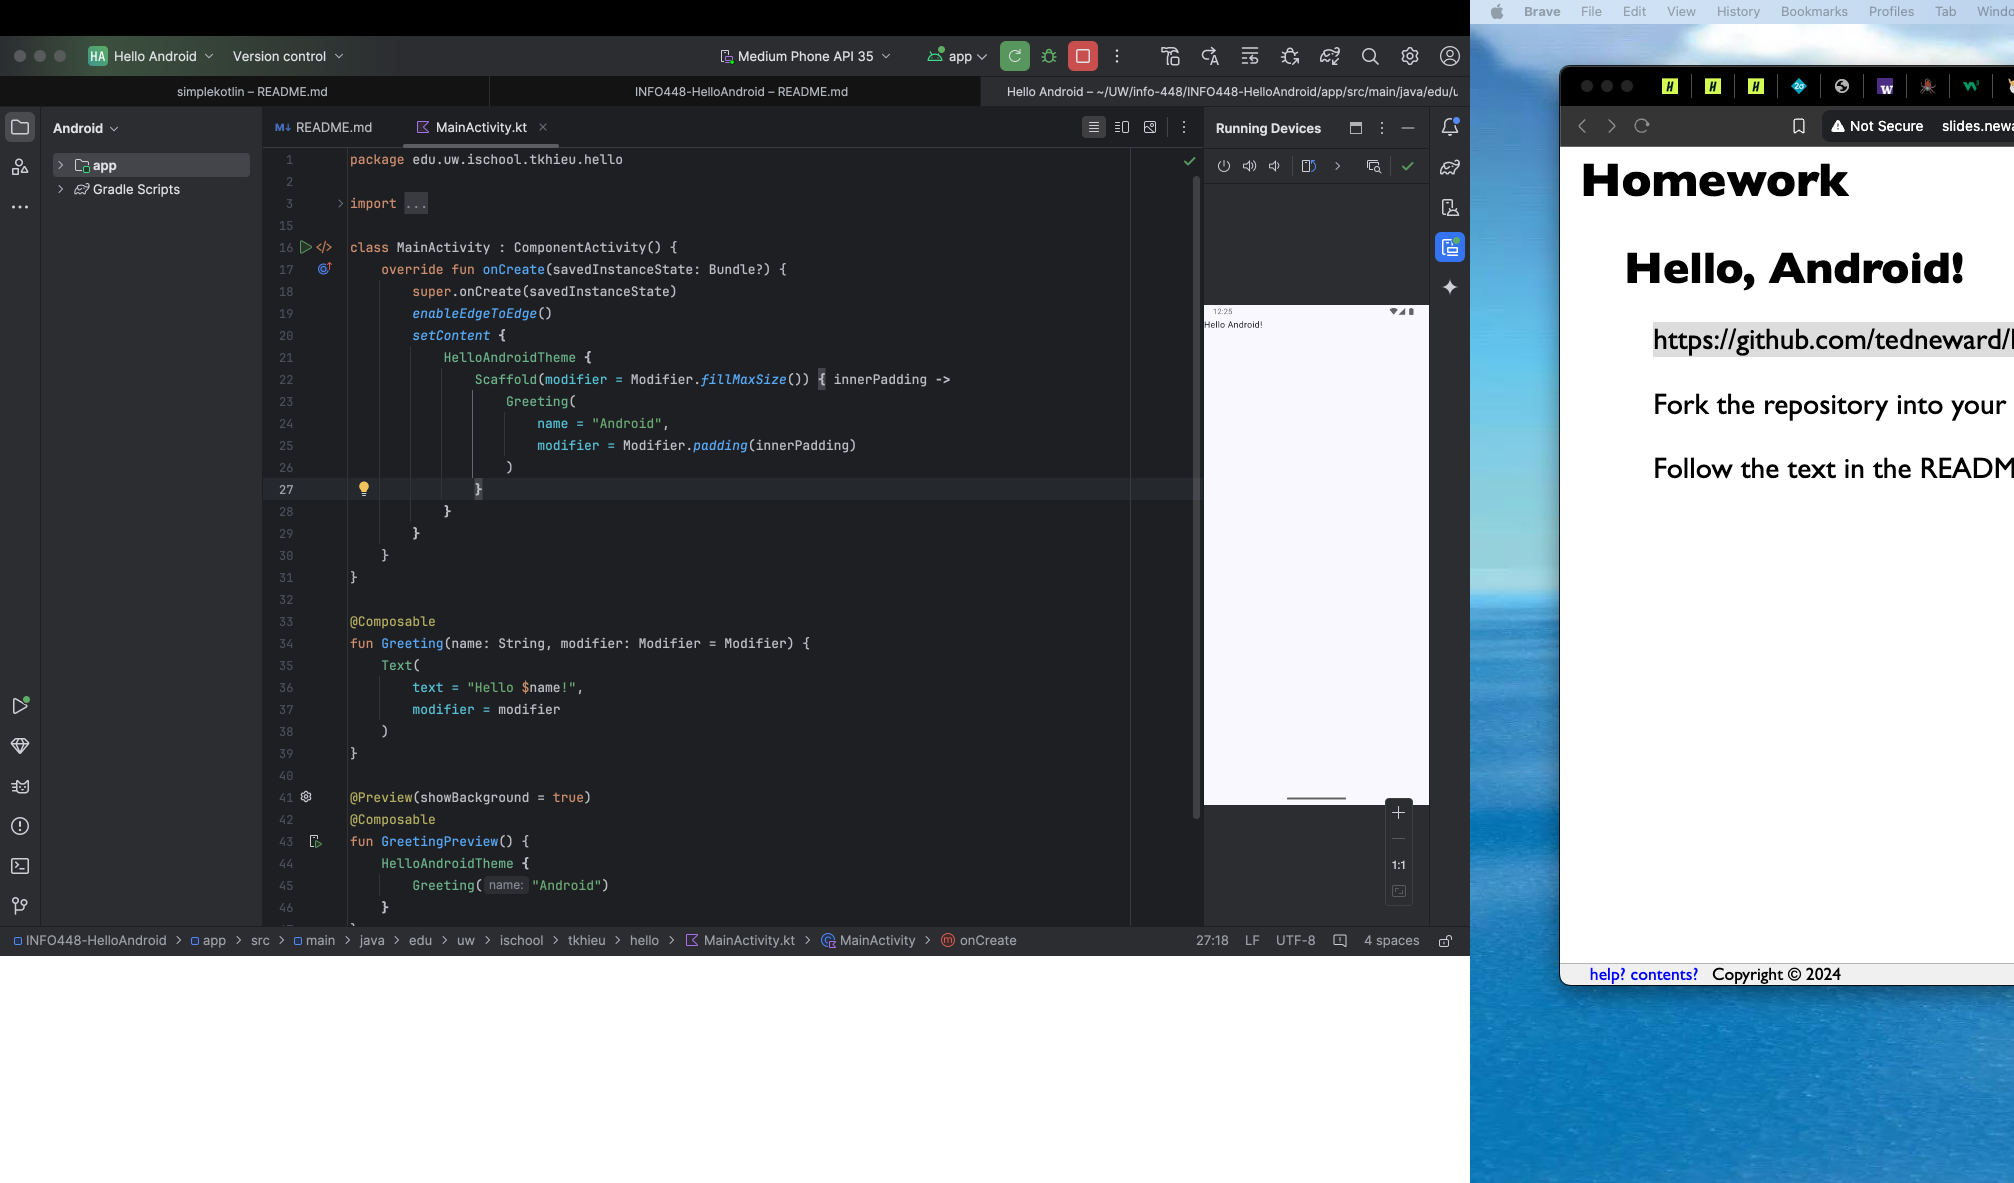 HA Hello Android Version control Medium Phone API 35 app
simplekotlin – README.md INFO448-HelloAndroid – README.md Hello Android – ~/UW/info-448/INFO448-HelloAndroid/app/src/main/java/edu/u
Android
app
Gradle Scripts
README.md MainActivity.kt
1 package edu.uw.ischool.tkhieu.hello
2
3 import ...
15
16 class MainActivity : ComponentActivity() {
17 override fun onCreate(savedInstanceState: Bundle?) {
18 super.onCreate(savedInstanceState)
19 enableEdgeToEdge()
20 setContent {
21 HelloAndroidTheme {
22 Scaffold(modifier = Modifier.fillMaxSize()) { innerPadding ->
23 Greeting(
24 name = "Android",
25 modifier = Modifier.padding(innerPadding)
26 )
27 }
28 }
29 }
30 }
31 }
32
33 @Composable
34 fun Greeting(name: String, modifier: Modifier = Modifier) {
35 Text(
36 text = "Hello $name!",
37 modifier = modifier
38 )
39 }
40
41 @Preview(showBackground = true)
42 @Composable
43 fun GreetingPreview() {
44 HelloAndroidTheme {
45 Greeting( name: "Android")
46 }
Running Devices
12:25
Hello Android!
1:1
INFO448-HelloAndroid > app > src > main > java > edu > uw > ischool > tkhieu > hello > MainActivity.kt > MainActivity > onCreate 27:18 LF UTF-8 4 spaces
Brave File Edit View History Bookmarks Profiles Tab Windo
Not Secure slides.newa
Homework
Hello, Android!
https://github.com/tedneward/
Fork the repository into your
Follow the text in the READM
help? contents? Copyright © 2024